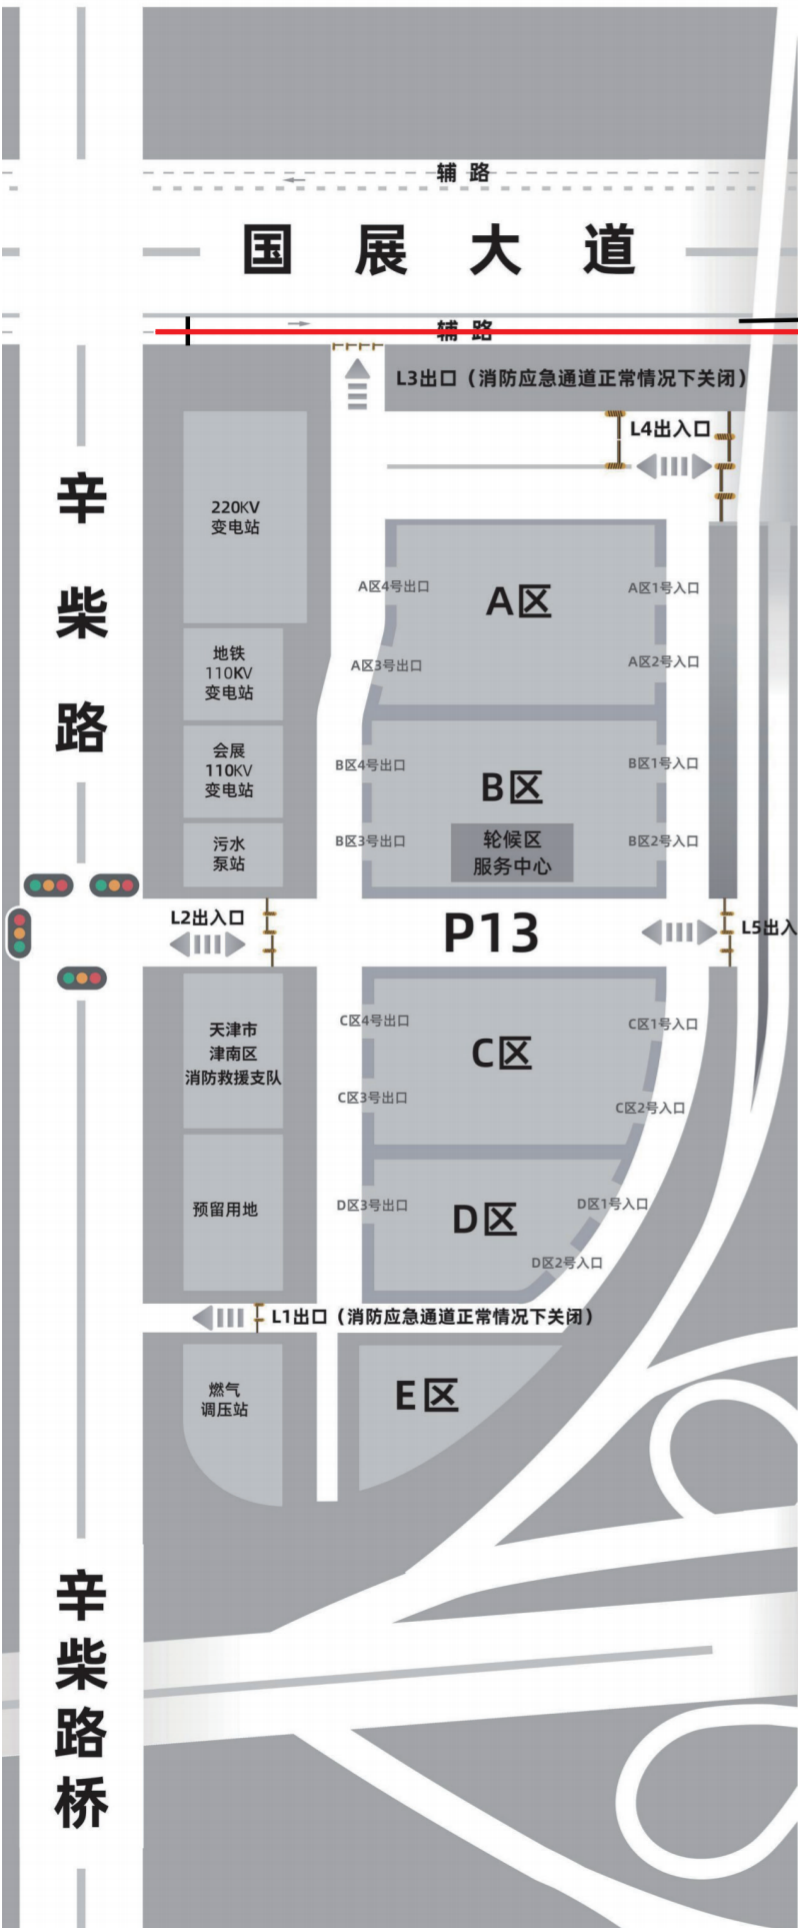 辅 路
国 展 大 道
辅 路
L3出口（消防应急通道正常情况下关闭）
L4出入口
辛
柴
路
220KV
变电站
A区4号出口
A区
A区1号入口
地铁
110KV
变电站
A区3号出口
A区2号入口
会展
110KV
变电站
B区4号出口
B区
B区1号入口
污水
泵站
B区3号出口
轮候区
服务中心
B区2号入口
L2出入口
P13
L5出入
天津市
津南区
消防救援支队
C区4号出口
C区
C区1号入口
C区3号出口
C区2号入口
预留用地
D区3号出口
D区
D区1号入口
D区2号入口
L1出口（消防应急通道正常情况下关闭）
燃气
调压站
E区
辛
柴
路
桥